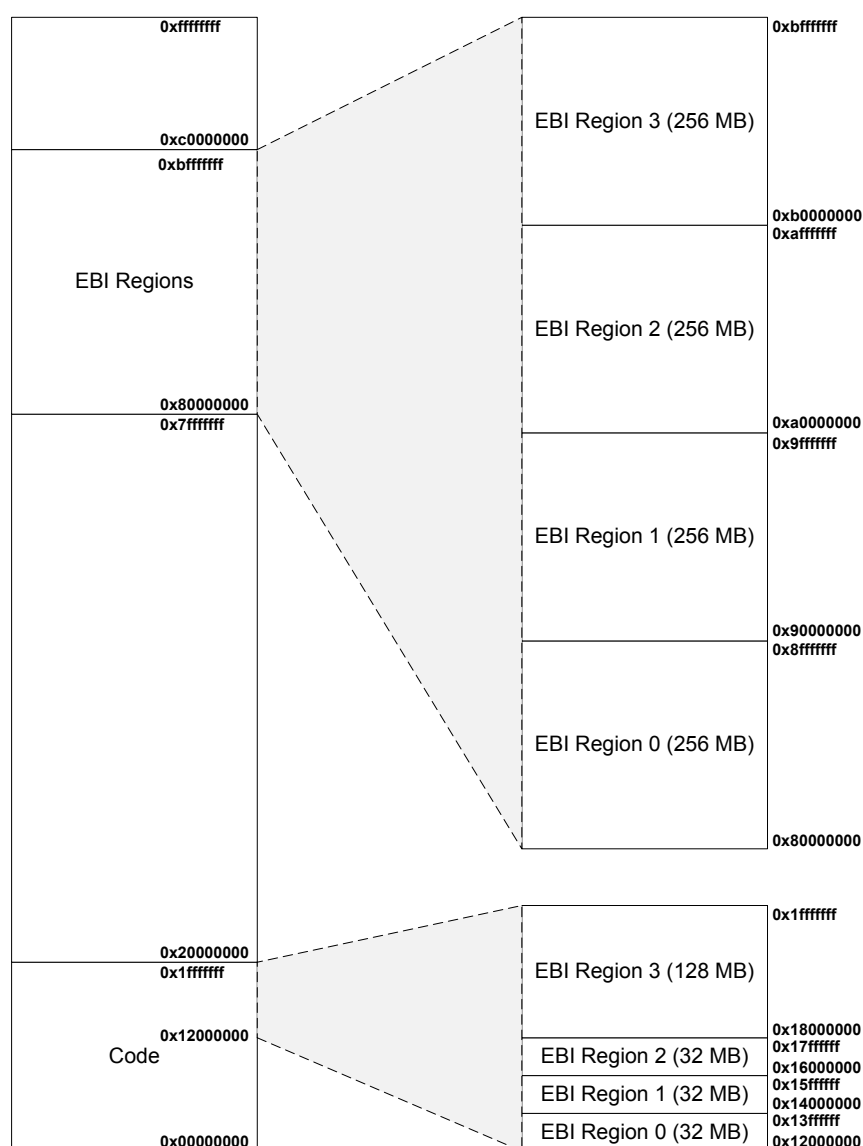 0xffffffff
0xc0000000
0xbfffffff
EBI Regions
0x80000000
0x7fffffff
0x20000000
0x1fffffff
0x12000000
Code
0x00000000
0xbfffffff
EBI Region 3 (256 MB)
0xb0000000
0xafffffff
EBI Region 2 (256 MB)
0xa0000000
0x9fffffff
EBI Region 1 (256 MB)
0x90000000
0x8fffffff
EBI Region 0 (256 MB)
0x80000000
0x1fffffff
EBI Region 3 (128 MB)
0x18000000
0x17ffffff
EBI Region 2 (32 MB)
0x16000000
0x15ffffff
EBI Region 1 (32 MB)
0x14000000
0x13ffffff
EBI Region 0 (32 MB)
0x12000000